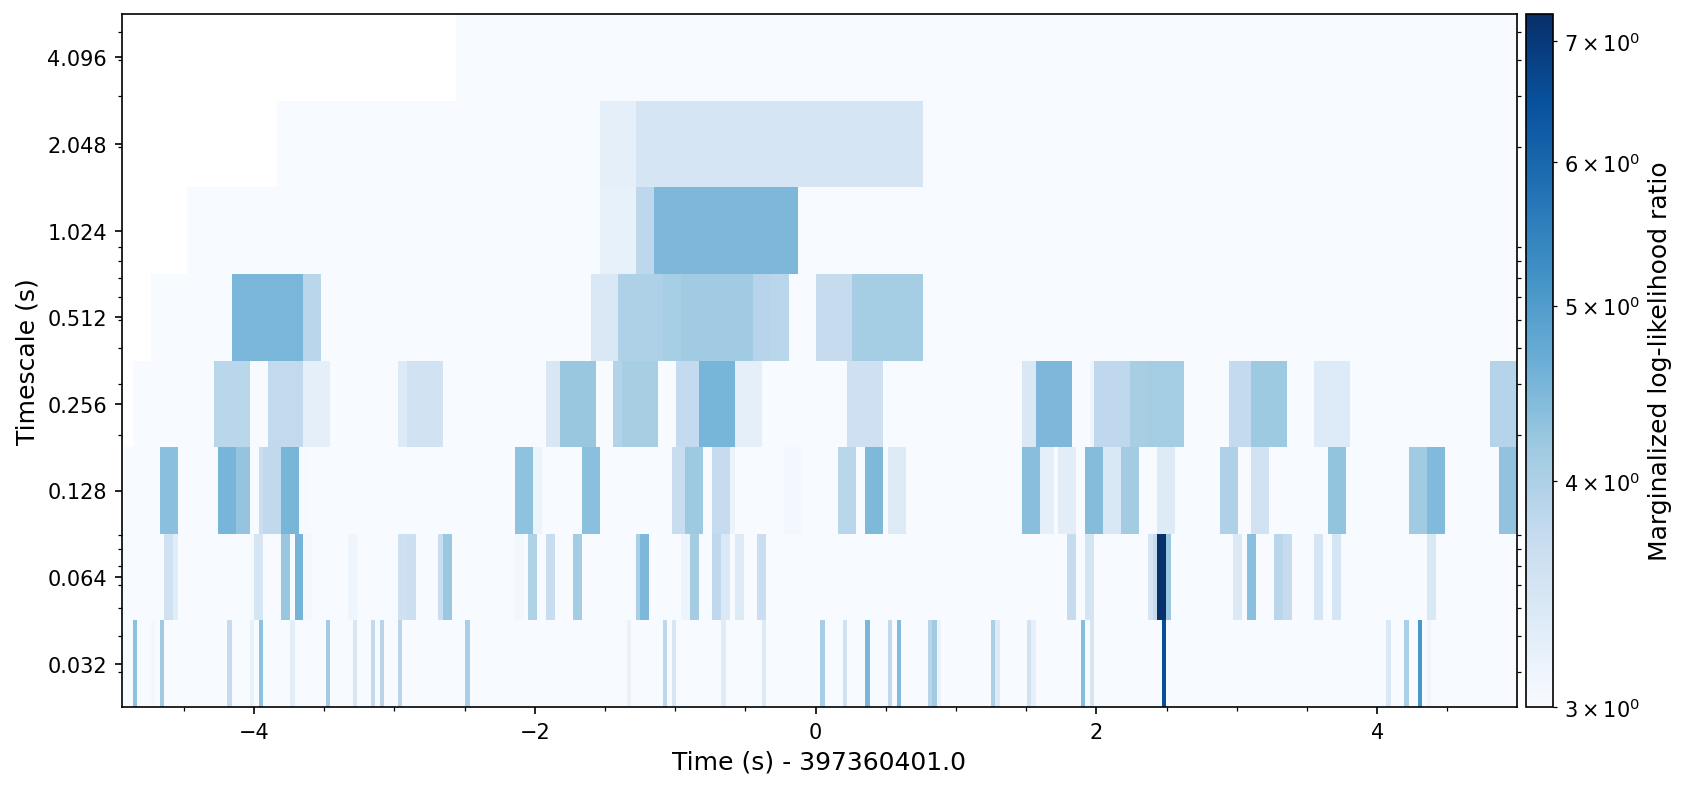 4.096
2.048
1.024
0.512
0.256
0.128
0.064
0.032
Timescale (s)
−4
−2
0
2
4
Time (s) - 397360401.0
7 × 10⁰
6 × 10⁰
5 × 10⁰
4 × 10⁰
3 × 10⁰
Marginalized log-likelihood ratio